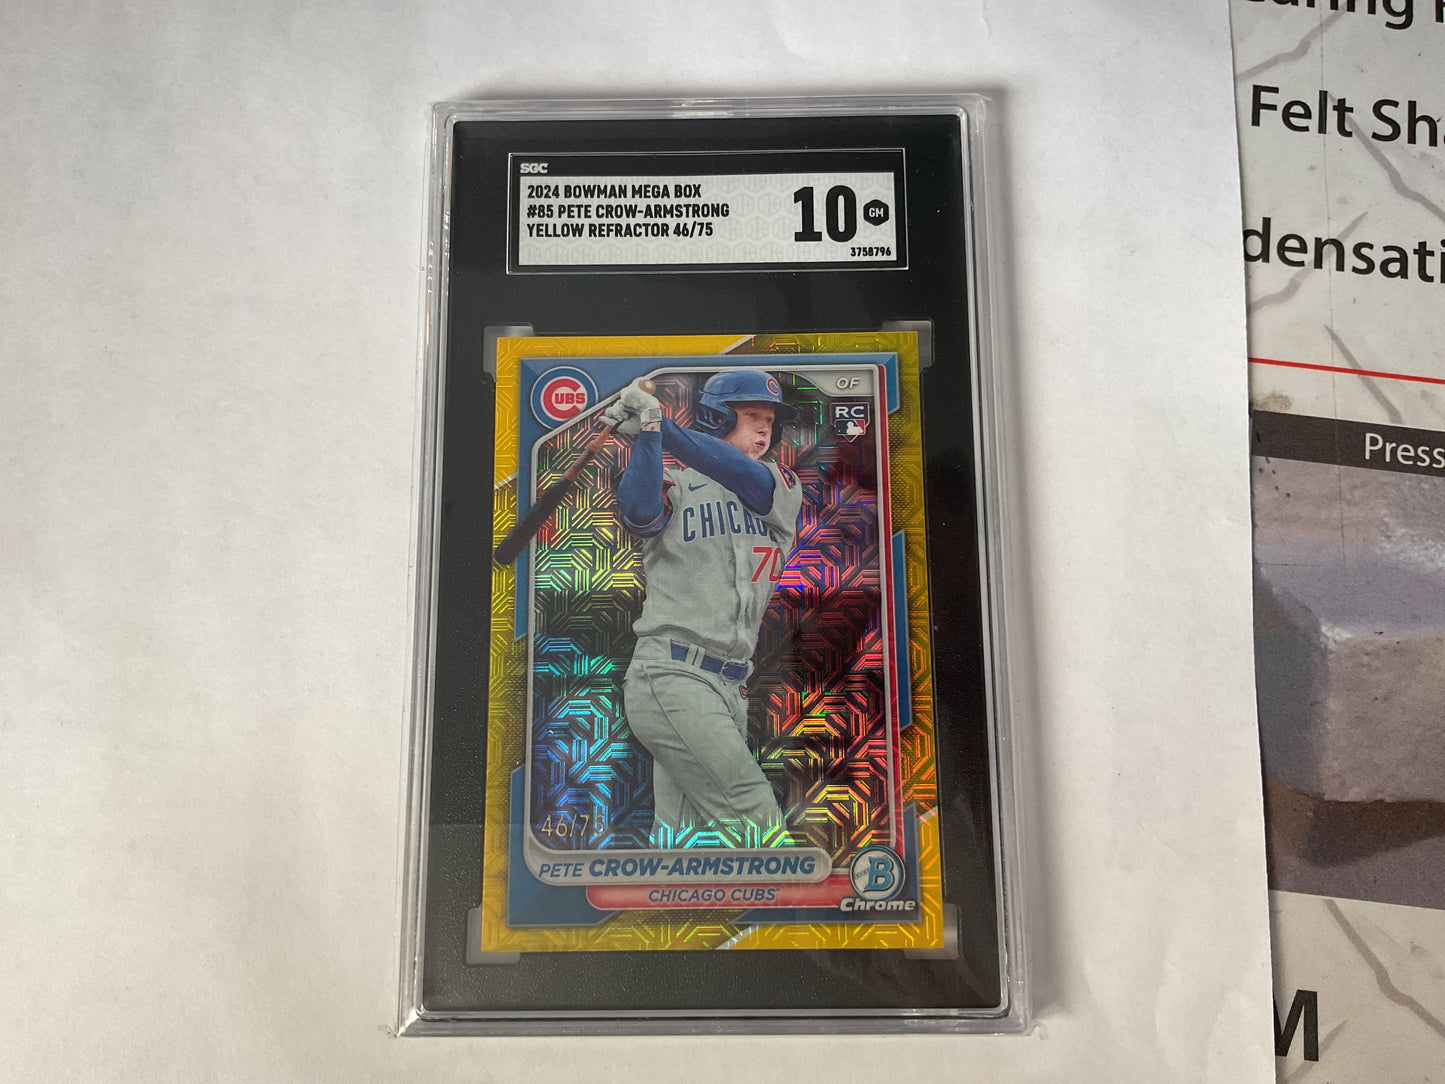 SGC
2024 BOWMAN MEGA BOX
#85 PETE CROW-ARMSTRONG
YELLOW REFRACTOR 46/75
10 GM
3758796
CUBS
OF
RC
CHICAGO
70
46/75
PETE CROW-ARMSTRONG
CHICAGO CUBS
B
Chrome
Felt Sh
densati
Press
M